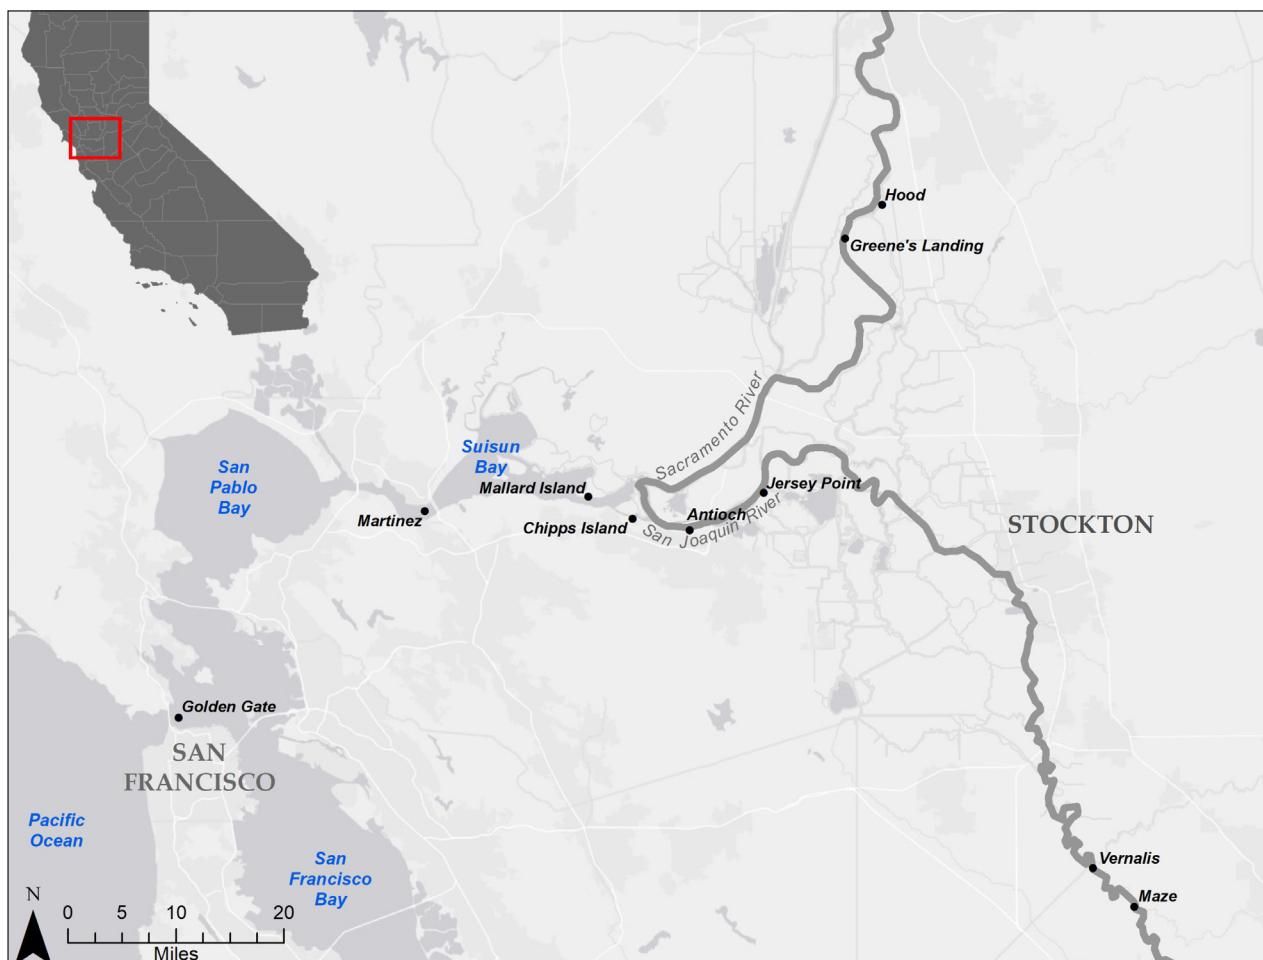 Hood
Greene's Landing
Sacramento River
San
Pablo
Bay
Suisun
Bay
Mallard Island
Jersey Point
Martinez
Chipps Island
Antioch
San Joaquin River
STOCKTON
Golden Gate
SAN
FRANCISCO
Pacific
Ocean
San
Francisco
Bay
Vernalis
Maze
N
0 5 10 20
Miles